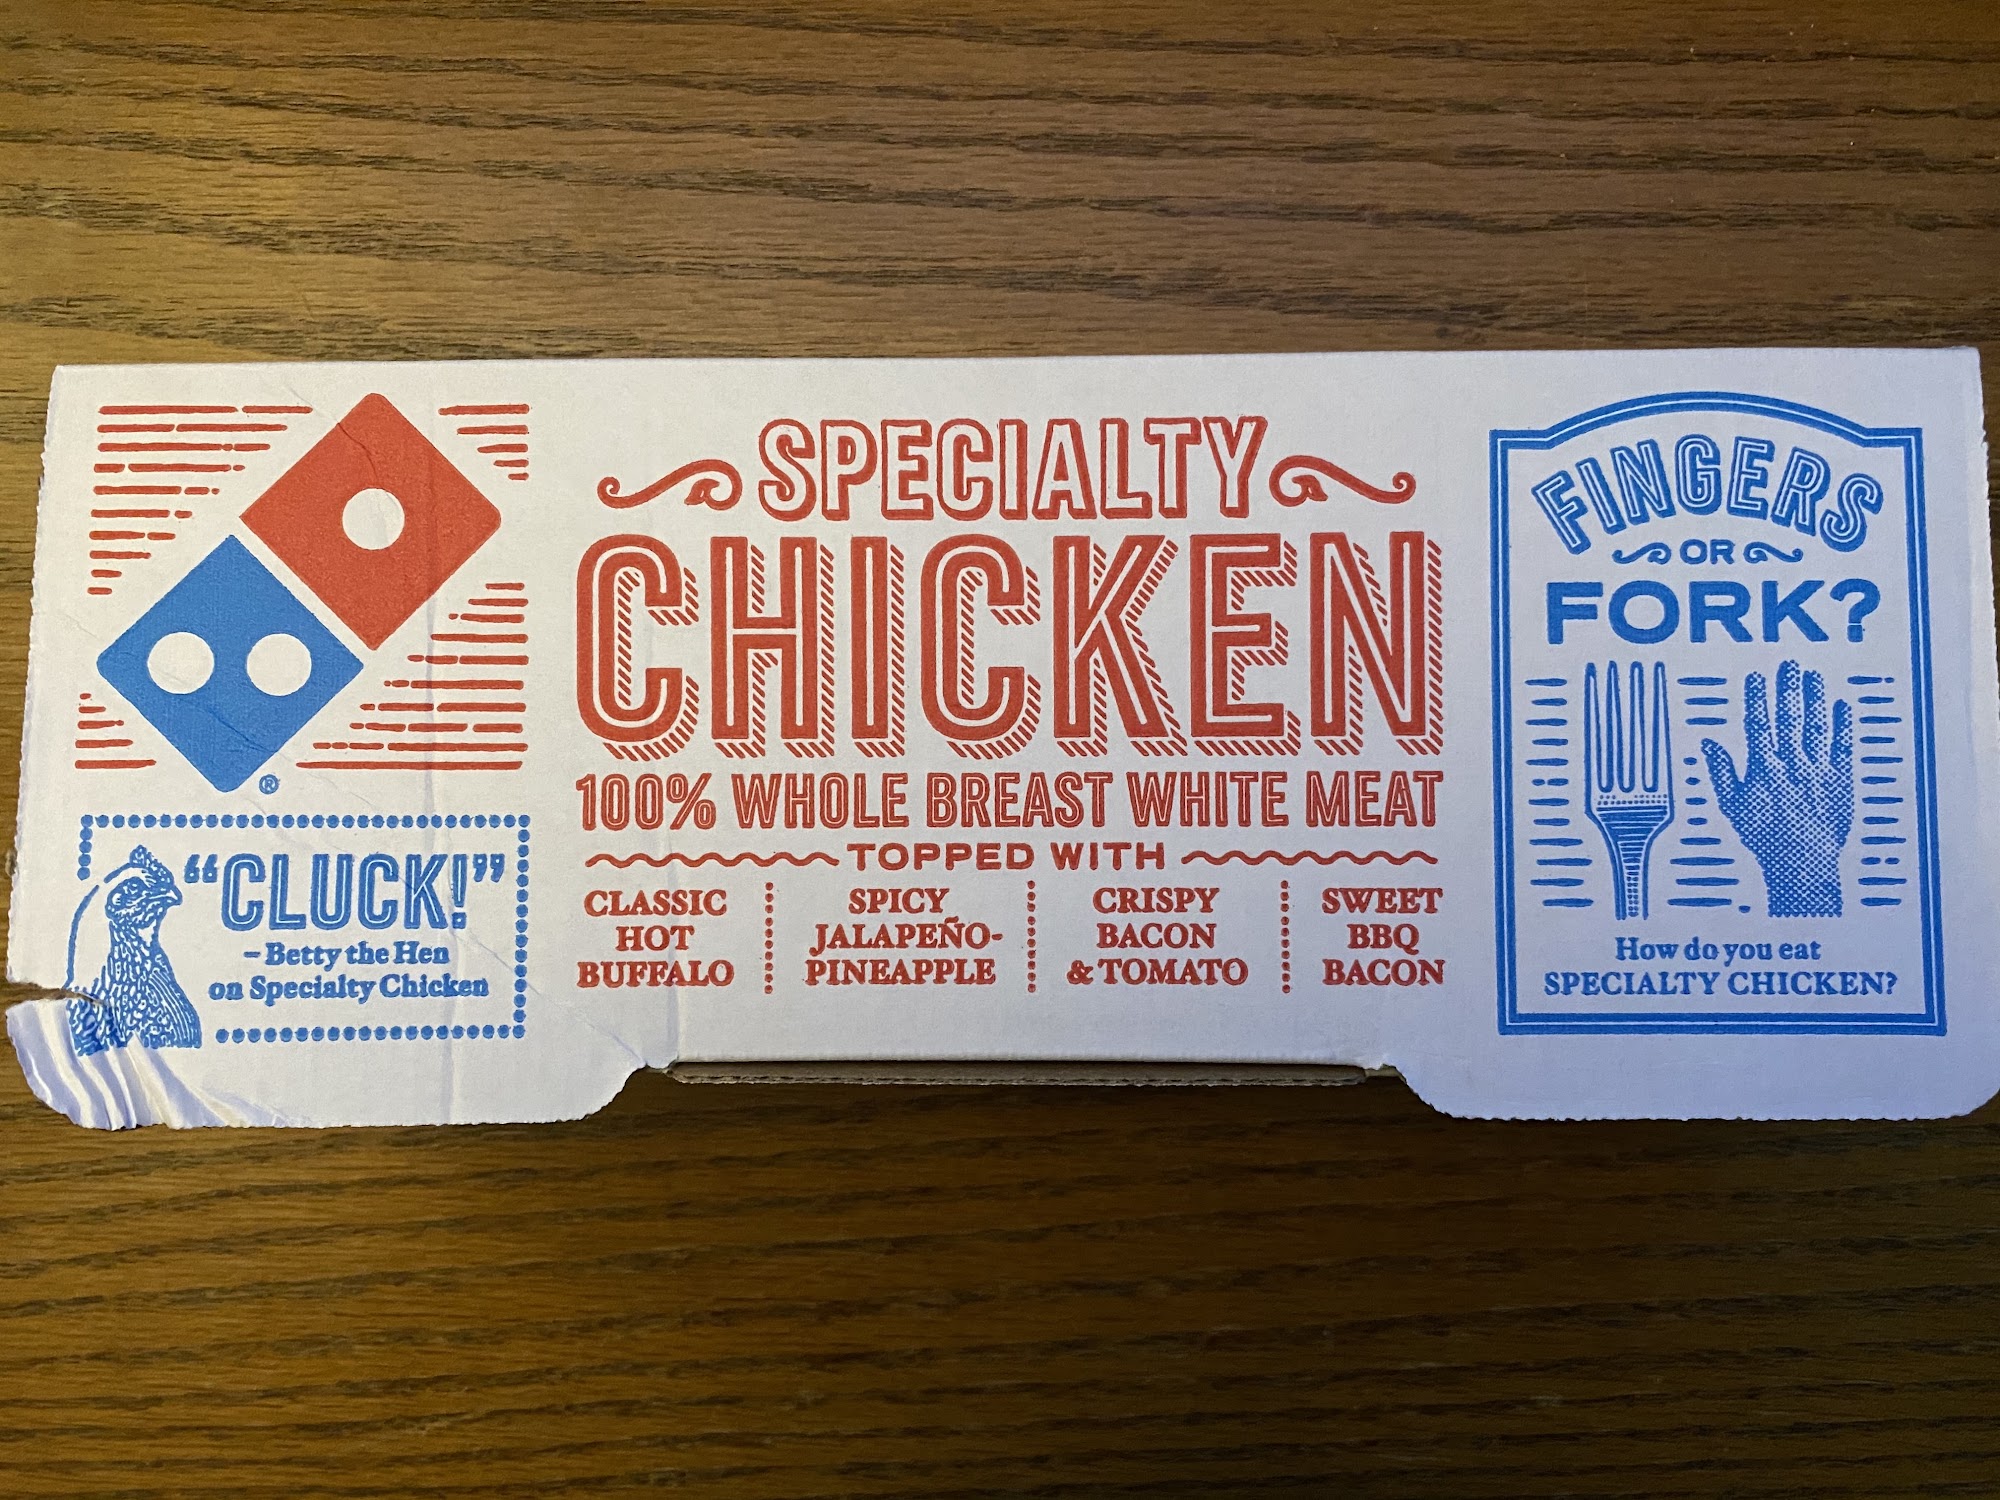 ®
“CLUCK!”
– Betty the Hen
on Specialty Chicken
SPECIALTY
CHICKEN
100% WHOLE BREAST WHITE MEAT
TOPPED WITH
CLASSIC
HOT
BUFFALO
SPICY
JALAPEÑO-
PINEAPPLE
CRISPY
BACON
& TOMATO
SWEET
BBQ
BACON
FINGERS
OR
FORK?
How do you eat
SPECIALTY CHICKEN?